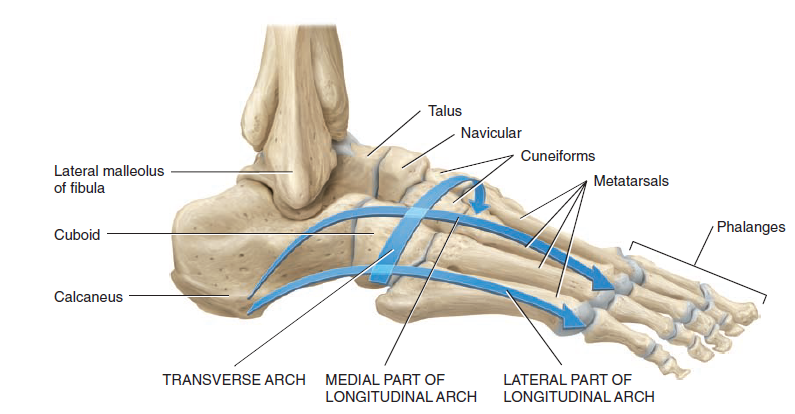 Talus
Navicular
Cuneiforms
Metatarsals
Lateral malleolus
of fibula
Phalanges
Cuboid
Calcaneus
TRANSVERSE ARCH
MEDIAL PART OF
LONGITUDINAL ARCH
LATERAL PART OF
LONGITUDINAL ARCH